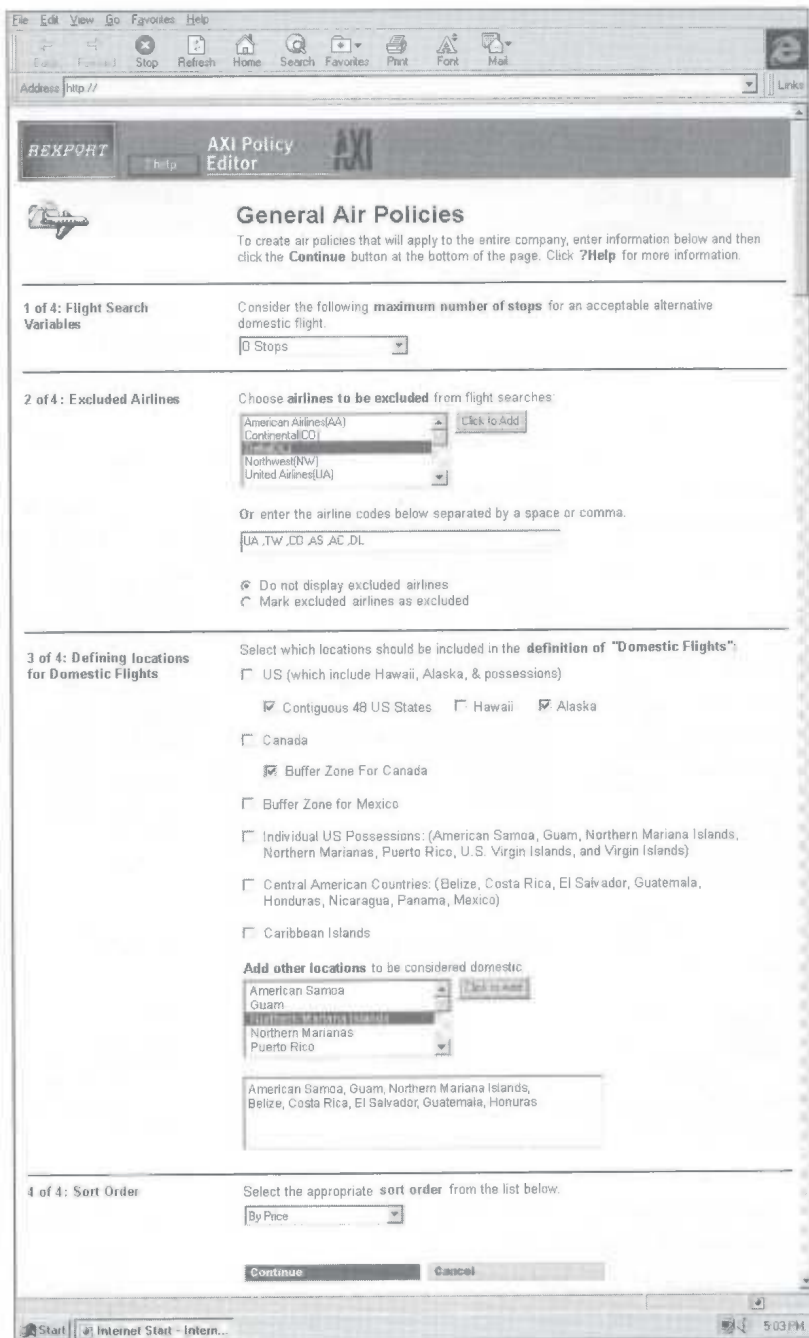 File Edit View Go Favorites Help
Stop Refresh Home Search Favorites Print Font Mail
Address http:// Links
REXPORT
? help
AXI Policy
Editor
AXI
General Air Policies
To create air policies that will apply to the entire company, enter information below and then
click the Continue button at the bottom of the page. Click ?Help for more information.
1 of 4: Flight Search
Variables
Consider the following maximum number of stops for an acceptable alternative
domestic flight.
0 Stops
2 of 4: Excluded Airlines
Choose airlines to be excluded from flight searches:
American Airlines(AA)
Continental(CO)
Northwest(NW)
United Airlines(UA)
Click to Add
Or enter the airline codes below separated by a space or comma.
UA ,TW ,CO ,AS ,AC ,DL
Do not display excluded airlines
Mark excluded airlines as excluded
3 of 4: Defining locations
for Domestic Flights
Select which locations should be included in the definition of "Domestic Flights":
US (which include Hawaii, Alaska, & possessions)
Contiguous 48 US States Hawaii Alaska
Canada
Buffer Zone For Canada
Buffer Zone for Mexico
Individual US Possessions: (American Samoa, Guam, Northern Mariana Islands,
Northern Marianas, Puerto Rico, U.S. Virgin Islands, and Virgin Islands)
Central American Countries: (Belize, Costa Rica, El Salvador, Guatemala,
Honduras, Nicaragua, Panama, Mexico)
Caribbean Islands
Add other locations to be considered domestic
American Samoa
Guam
Northern Mariana Islands
Northern Marianas
Puerto Rico
Click to Add
American Samoa, Guam, Northern Mariana Islands,
Belize, Costa Rica, El Salvador, Guatemala, Honuras
4 of 4: Sort Order
Select the appropriate sort order from the list below.
By Price
Continue Cancel
Start Internet Start - Intern... 5:03 PM